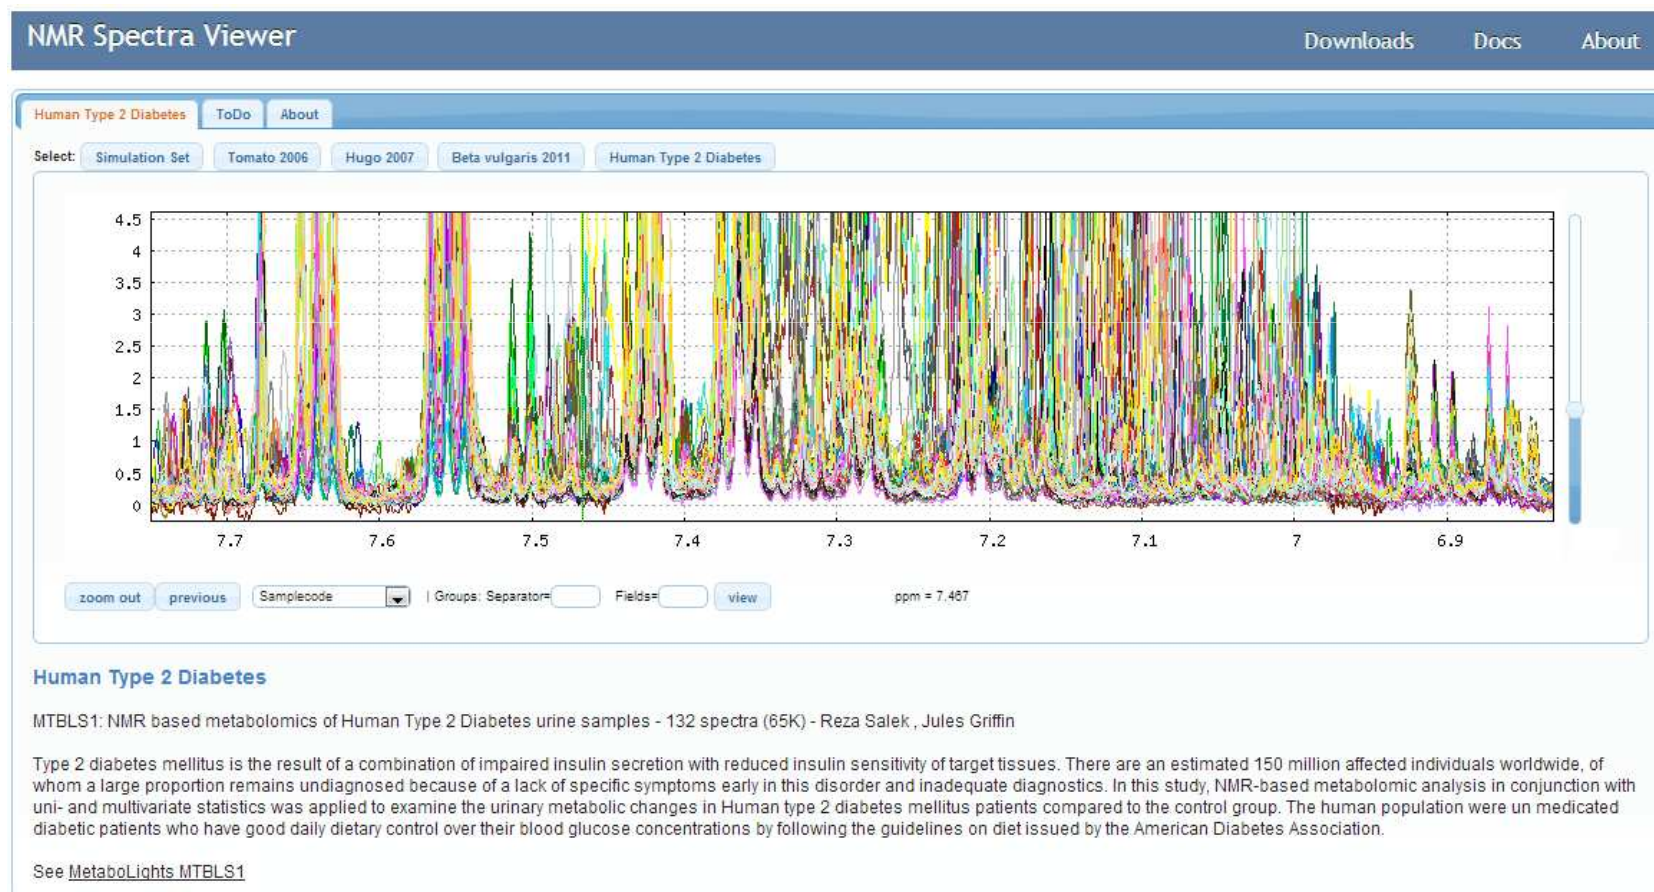 NMR Spectra Viewer
Downloads Docs About
Human Type 2 Diabetes ToDo About
Select: Simulation Set Tomato 2006 Hugo 2007 Beta vulgaris 2011 Human Type 2 Diabetes
4.5
4
3.5
3
2.5
2
1.5
1
0.5
0
7.7 7.6 7.5 7.4 7.3 7.2 7.1 7 6.9
zoom out previous Samplecode | Groups: Separator= Fields= view ppm = 7.467
Human Type 2 Diabetes
MTBLS1: NMR based metabolomics of Human Type 2 Diabetes urine samples - 132 spectra (65K) - Reza Salek , Jules Griffin
Type 2 diabetes mellitus is the result of a combination of impaired insulin secretion with reduced insulin sensitivity of target tissues. There are an estimated 150 million affected individuals worldwide, of
whom a large proportion remains undiagnosed because of a lack of specific symptoms early in this disorder and inadequate diagnostics. In this study, NMR-based metabolomic analysis in conjunction with
uni- and multivariate statistics was applied to examine the urinary metabolic changes in Human type 2 diabetes mellitus patients compared to the control group. The human population were un medicated
diabetic patients who have good daily dietary control over their blood glucose concentrations by following the guidelines on diet issued by the American Diabetes Association.
See MetaboLights MTBLS1